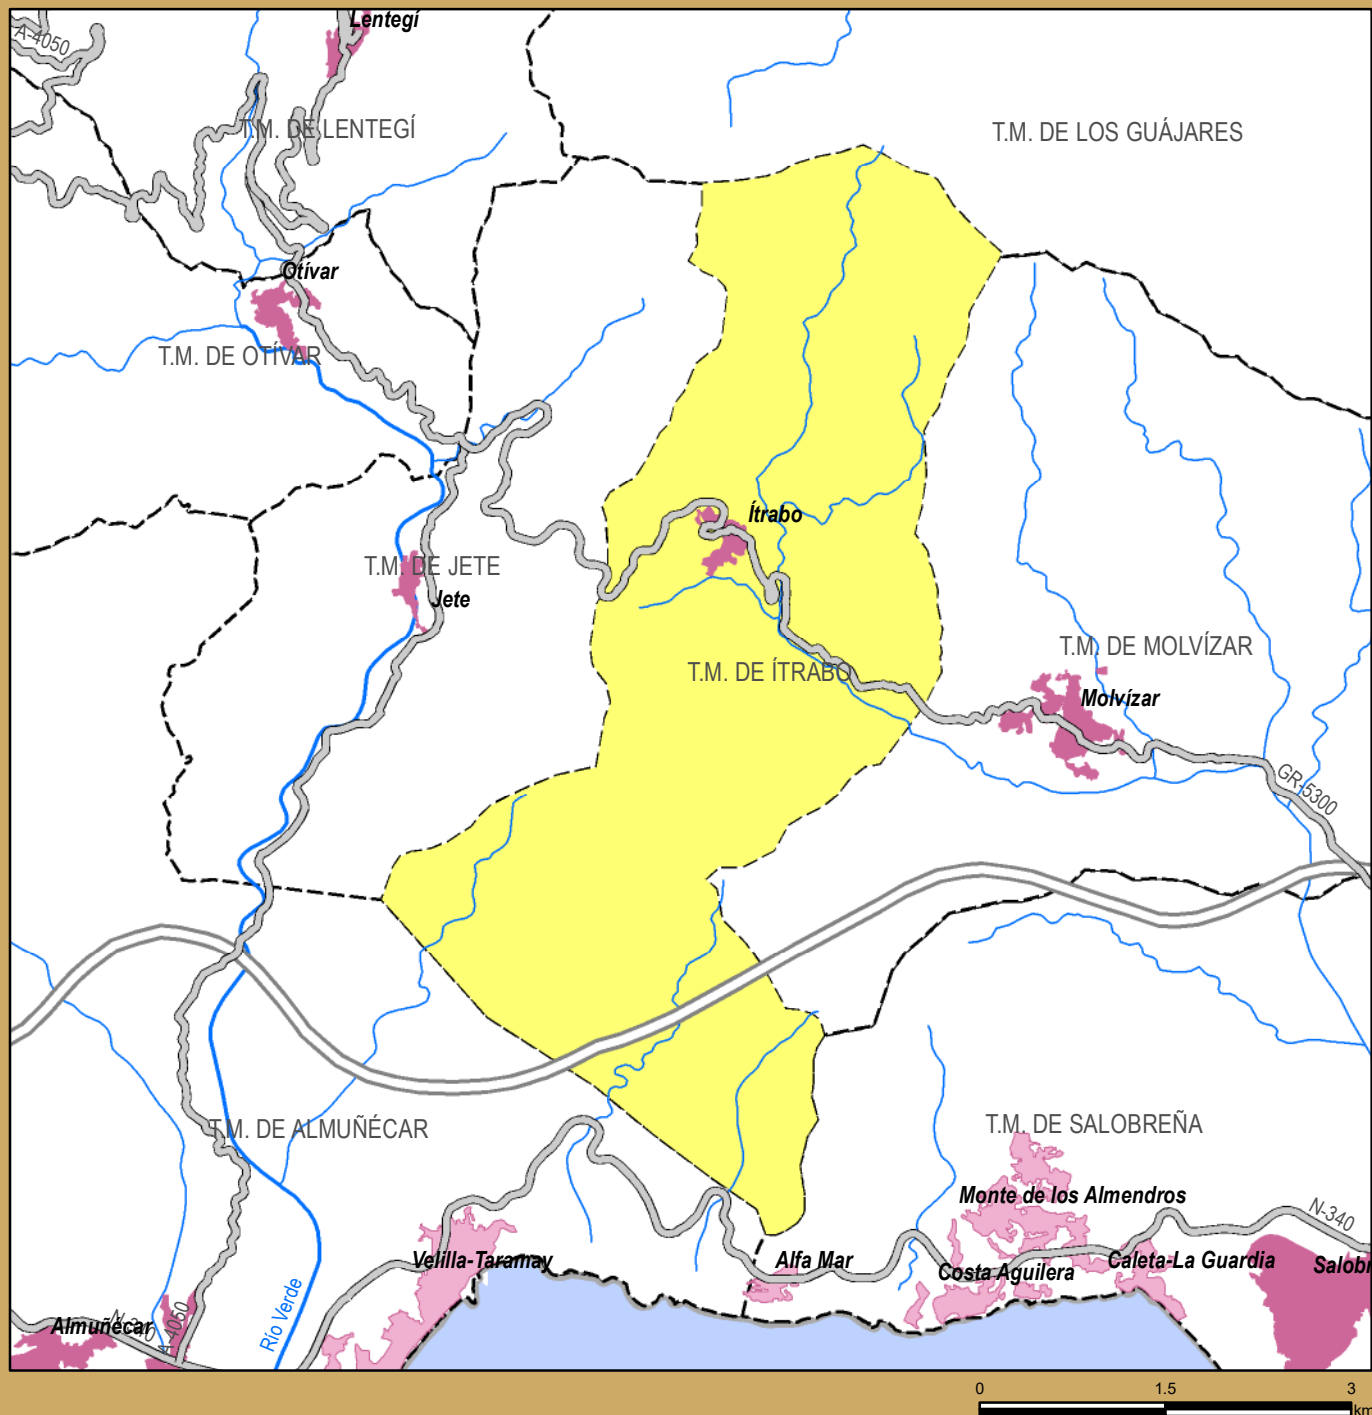 Lentegí
A-4050
T.M. DE LENTEGÍ
T.M. DE LOS GUÁJARES
Otívar
T.M. DE OTÍVAR
Ítrabo
T.M. DE JETE
Jete
T.M. DE MOLVÍZAR
T.M. DE ÍTRABO
Molvízar
GR-5300
T.M. DE ALMUÑÉCAR
T.M. DE SALOBREÑA
Monte de los Almendros
N-340
Velilla-Taramay
Alfa Mar
Costa Aguilera
Caleta-La Guardia
Salobr
Río Verde
Almuñécar
N-340
A-4050
0 1.5 3
km